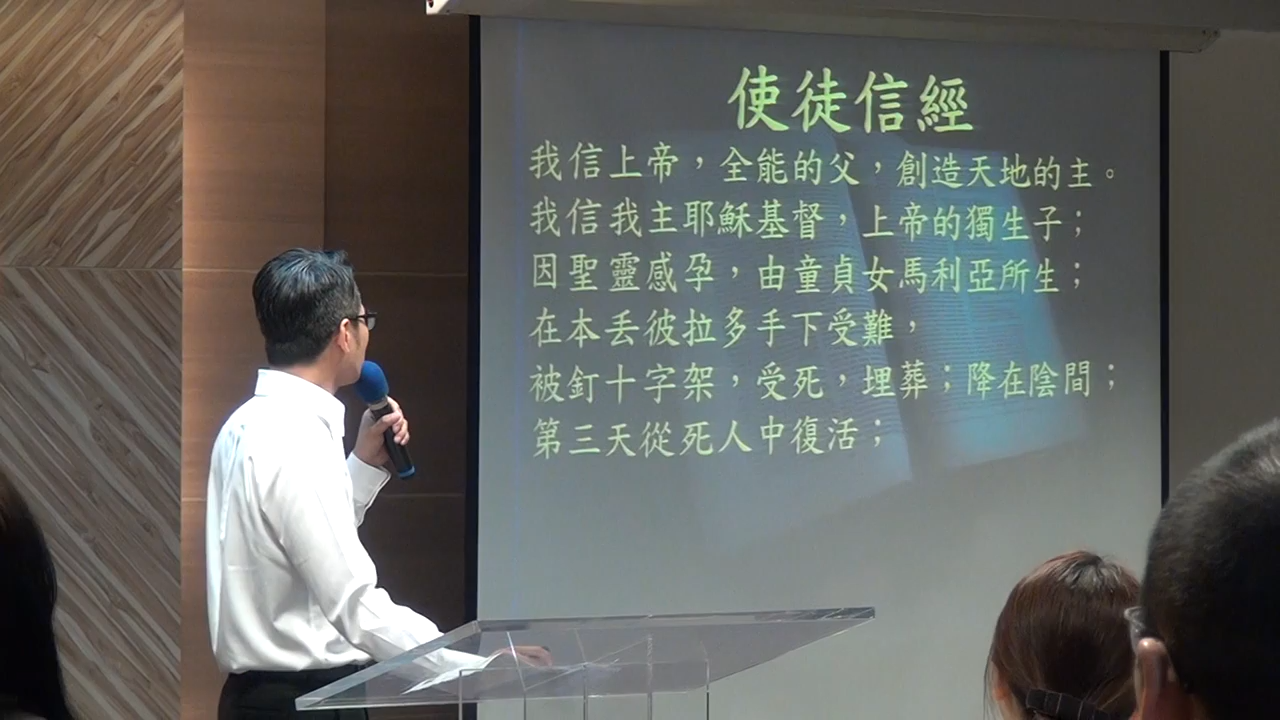 使徒信經
我信上帝，全能的父，創造天地的主。
我信我主耶穌基督，上帝的獨生子；
因聖靈感孕，由童貞女馬利亞所生；
在本丟彼拉多手下受難，
被釘十字架，受死，埋葬；降在陰間；
第三天從死人中復活；